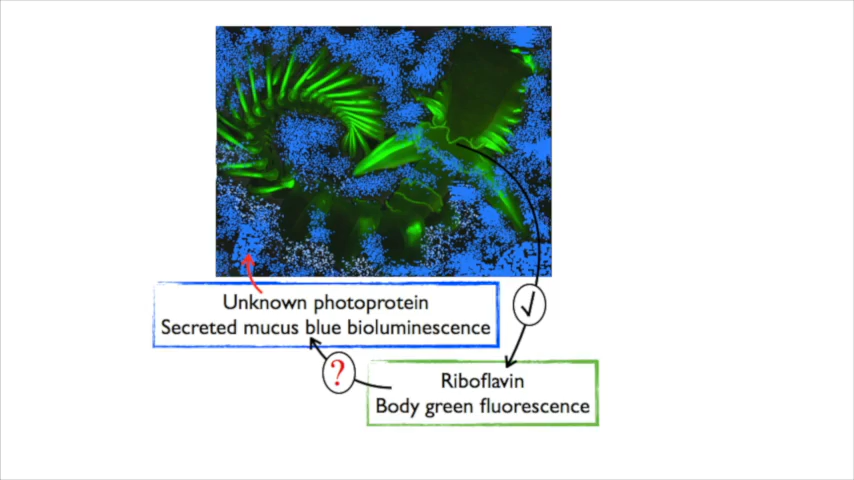 Unknown photoprotein
Secreted mucus blue bioluminescence
?
Riboflavin
Body green fluorescence